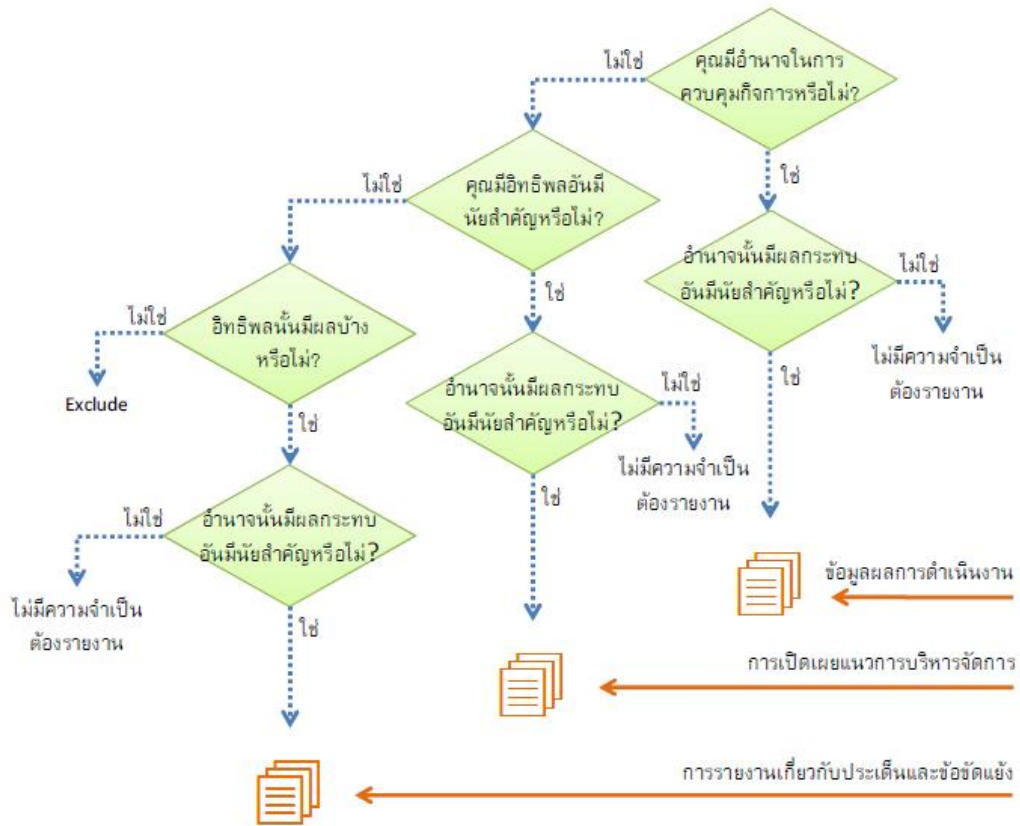 ไม่ใช่
คุณมีอำนาจในการ
ควบคุมกิจการหรือไม่?
ใช่
ไม่ใช่
คุณมีอิทธิพลอันมี
นัยสำคัญหรือไม่?
ใช่
อำนาจนั้นมีผลกระทบ
อันมีนัยสำคัญหรือไม่?
ไม่ใช่
ไม่มีความจำเป็น
ต้องรายงาน
ใช่
ไม่ใช่
อิทธิพลนั้นมีผลบ้าง
หรือไม่?
Exclude
ใช่
อำนาจนั้นมีผลกระทบ
อันมีนัยสำคัญหรือไม่?
ไม่ใช่
ไม่มีความจำเป็น
ต้องรายงาน
ใช่
ไม่ใช่
อำนาจนั้นมีผลกระทบ
อันมีนัยสำคัญหรือไม่?
ไม่มีความจำเป็น
ต้องรายงาน
ใช่
ข้อมูลผลการดำเนินงาน
การเปิดเผยแนวการบริหารจัดการ
การรายงานเกี่ยวกับประเด็นและข้อขัดแย้ง